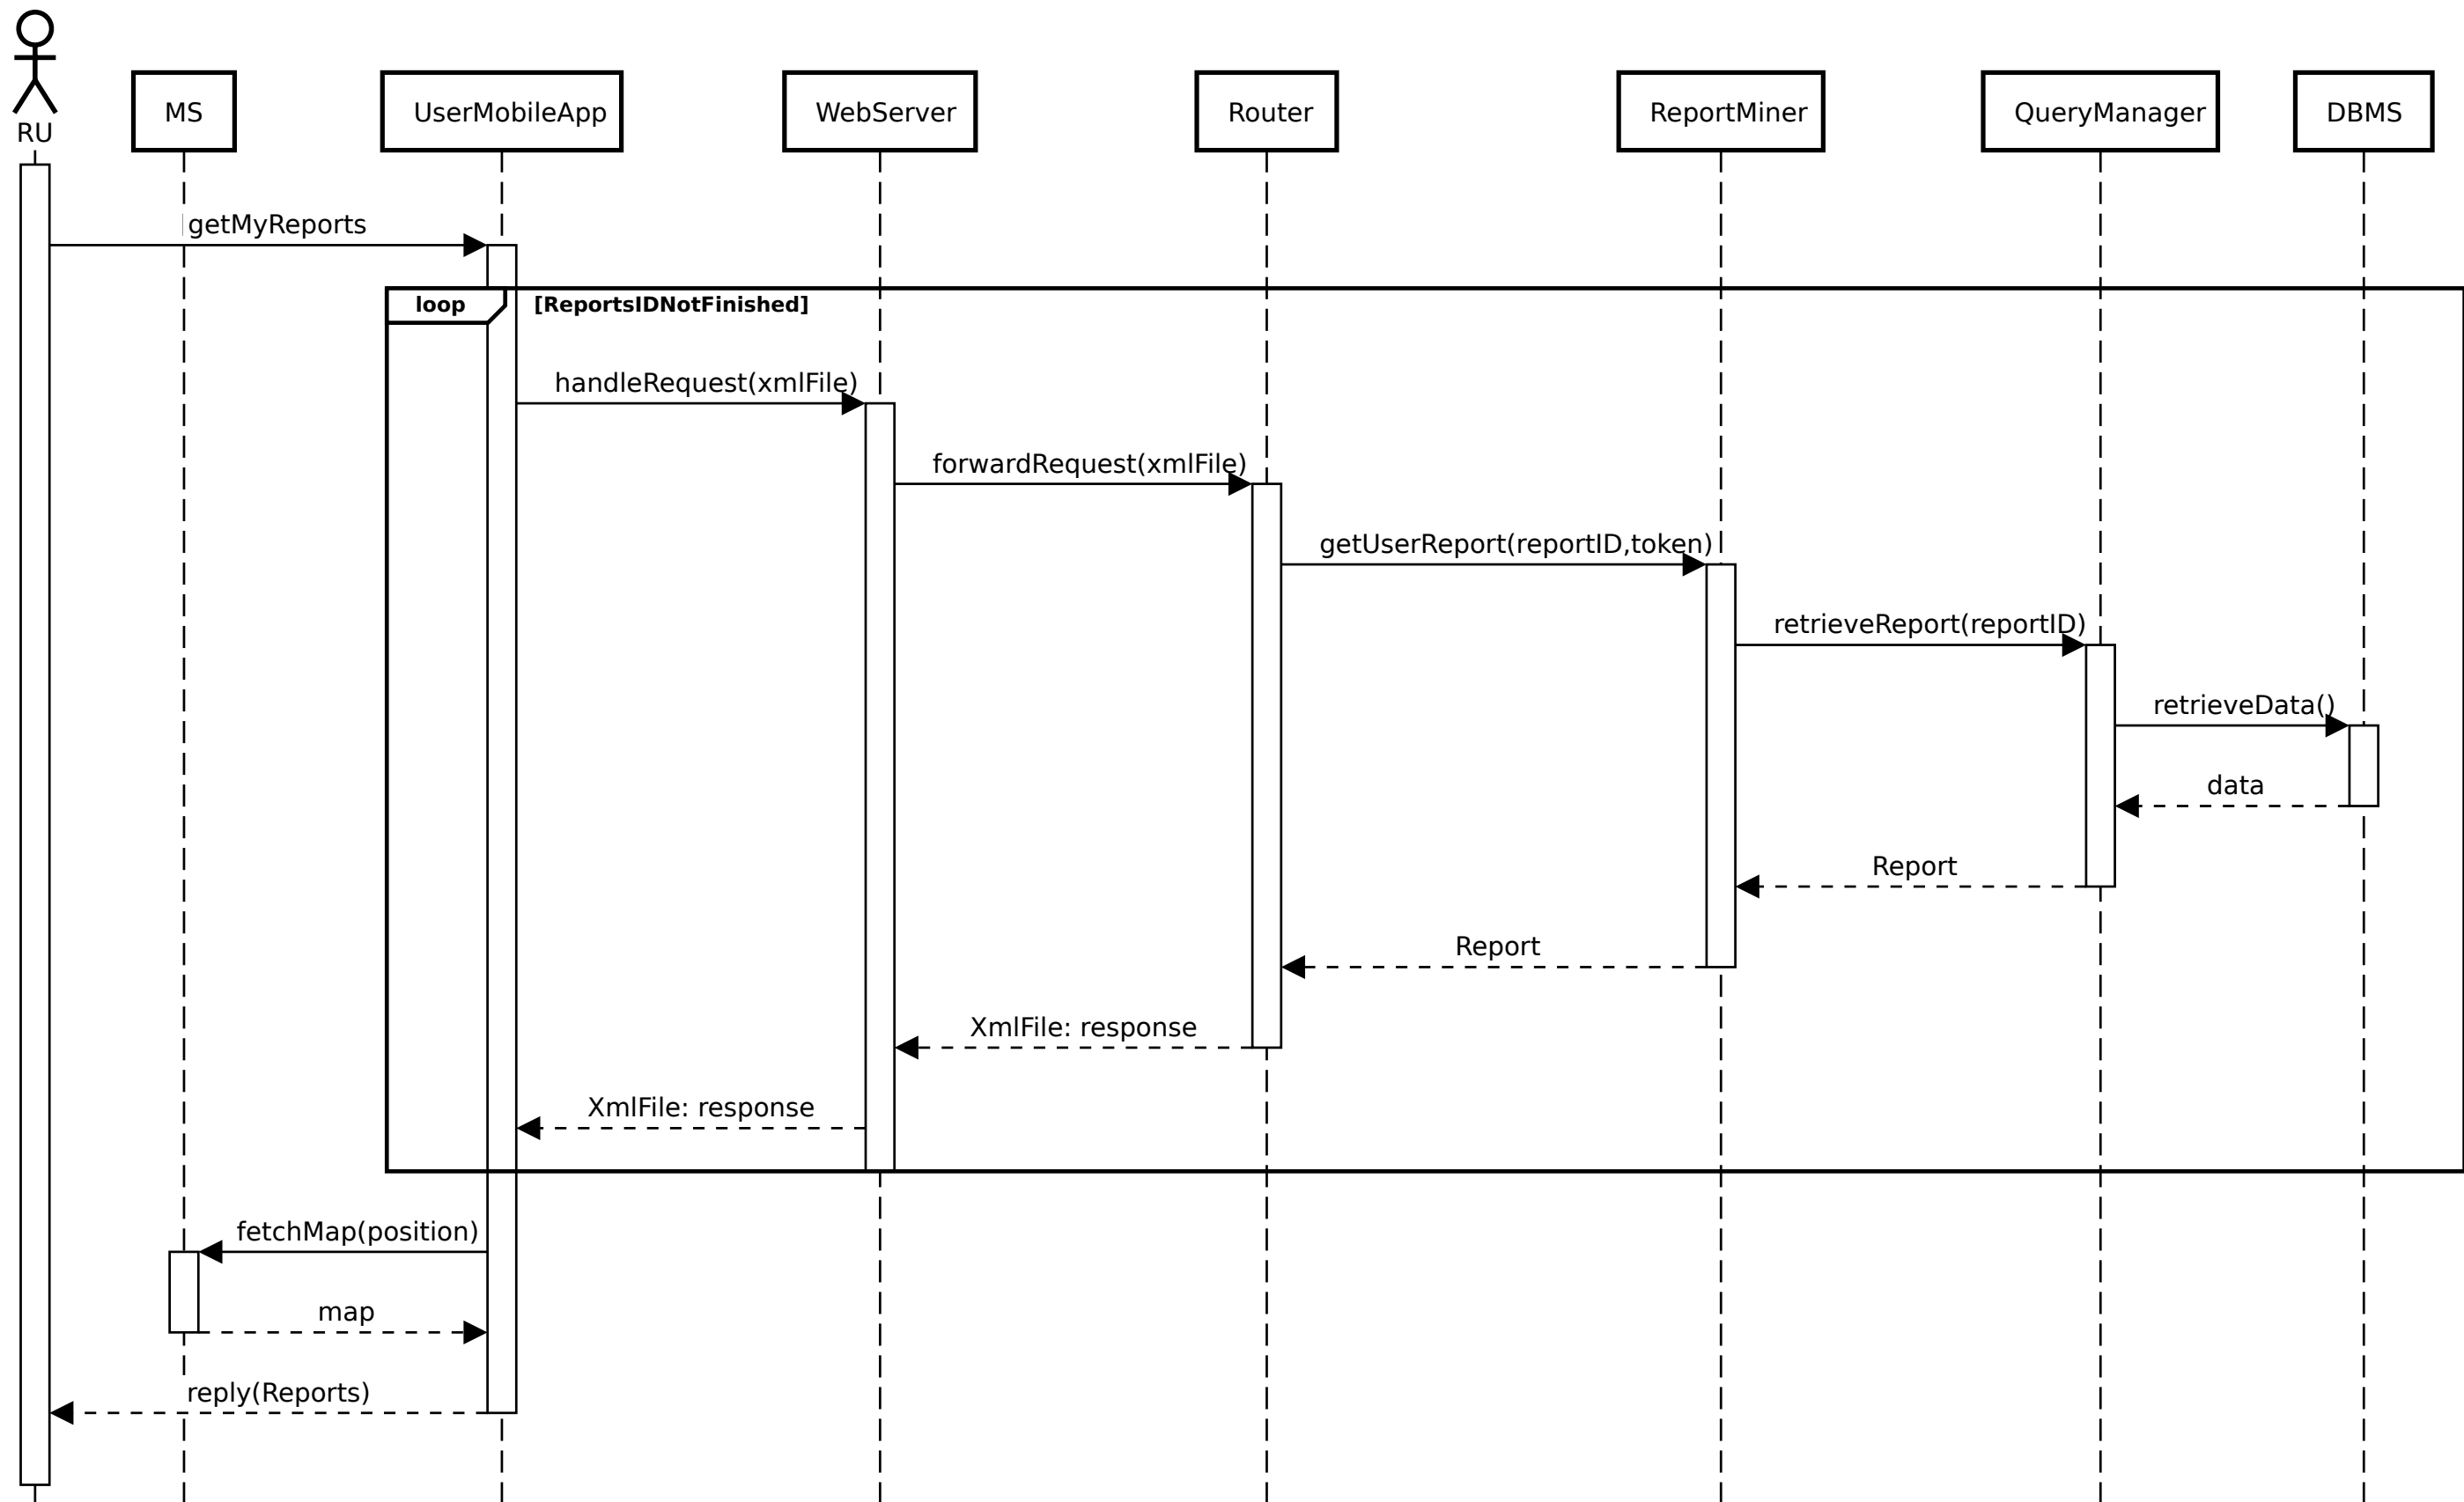 RU
MS
UserMobileApp
WebServer
Router
ReportMiner
QueryManager
DBMS
getMyReports
loop
[ReportsIDNotFinished]
handleRequest(xmlFile)
forwardRequest(xmlFile)
getUserReport(reportID,token)
retrieveReport(reportID)
retrieveData()
data
Report
Report
XmlFile: response
XmlFile: response
fetchMap(position)
map
reply(Reports)